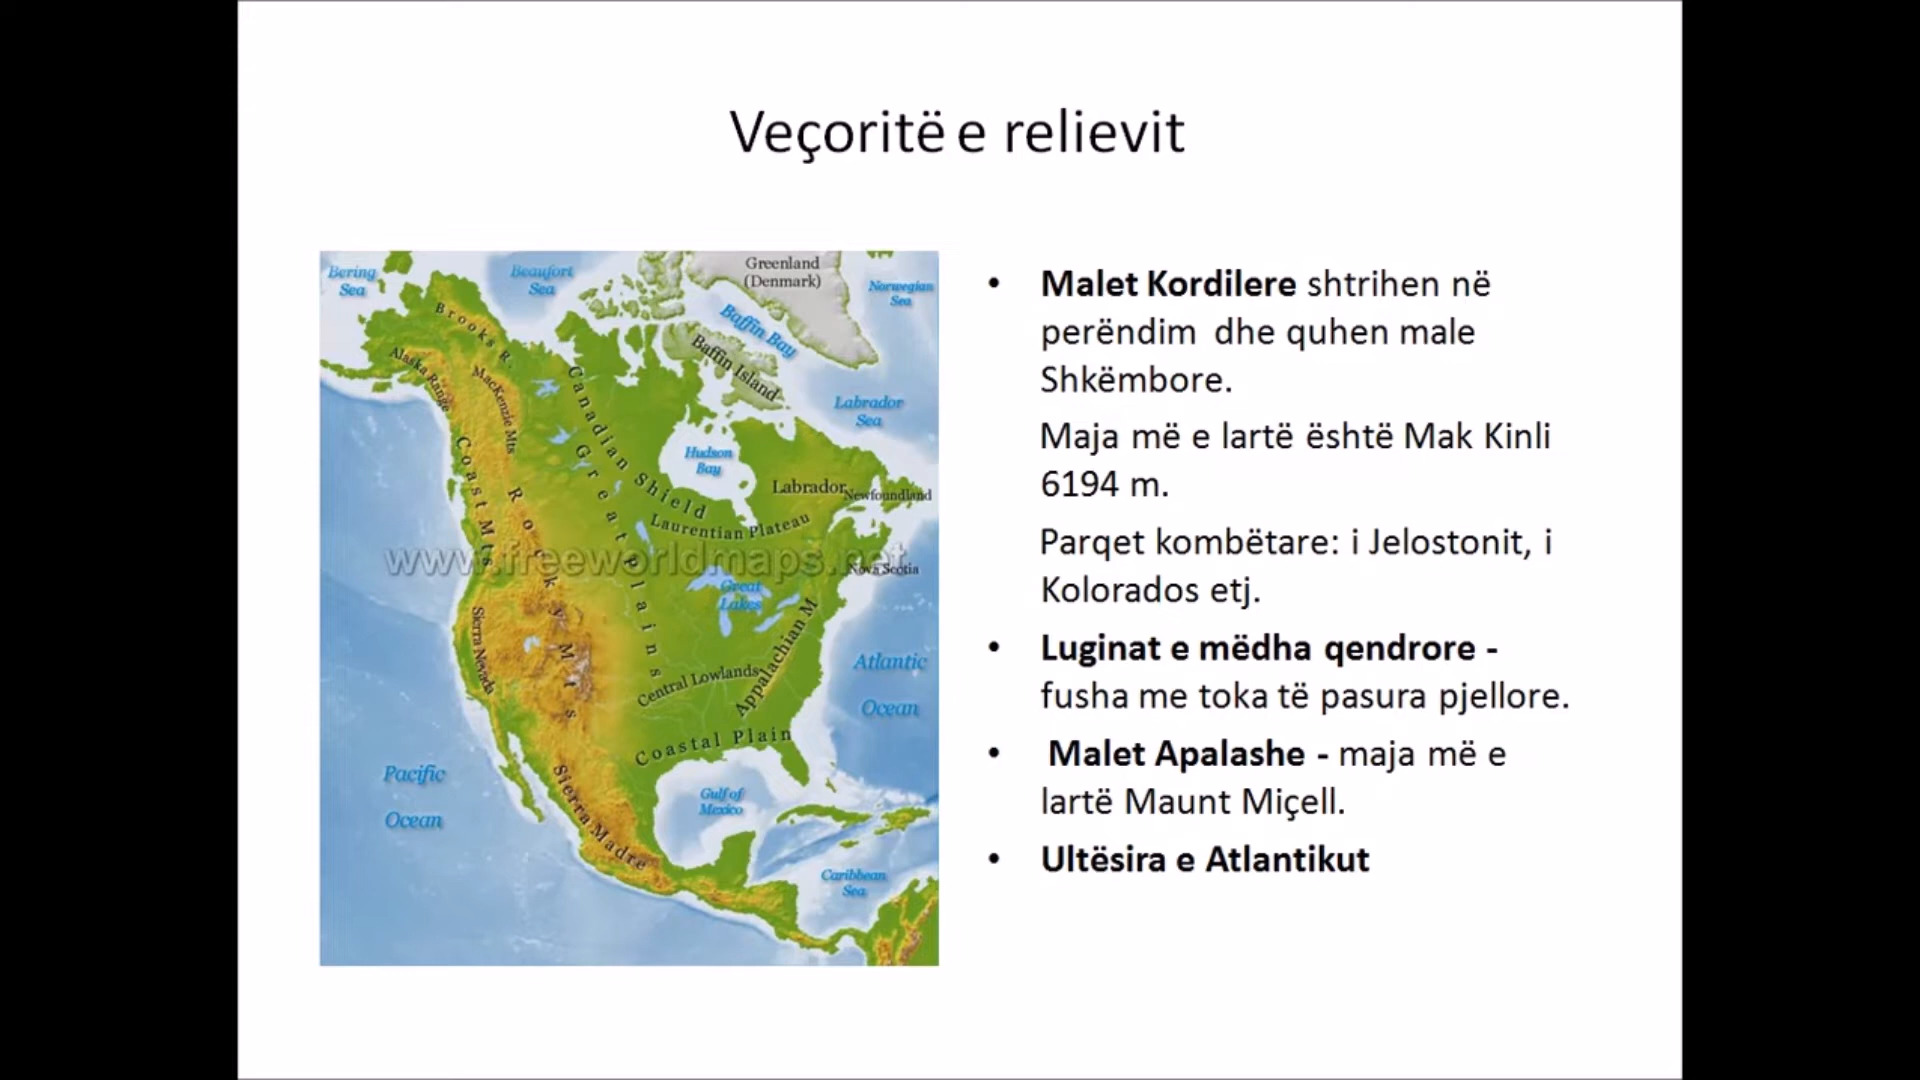 Veçoritë e relievit
Bering
Sea
Beaufort
Sea
Greenland
(Denmark)
Norwegian
Sea
Brooks R.
Baffin Bay
Baffin Island
Alaska Range
MacKenzie Mts
Canadian Shield
Labrador
Sea
Coast Mts
Great Plains
Hudson
Bay
Labrador
Newfoundland
Rocky Mts
Laurentian Plateau
www.freeworldmaps.net
Nova Scotia
Great
Lakes
Sierra Nevada
Appalachian M
Central Lowlands
Atlantic
Ocean
Coastal Plain
Pacific
Ocean
Sierra Madre
Gulf of
Mexico
Caribbean
Sea
• Malet Kordilere shtrihen në
perëndim dhe quhen male
Shkëmbore.
Maja më e lartë është Mak Kinli
6194 m.
Parqet kombëtare: i Jelostonit, i
Kolorados etj.
• Luginat e mëdha qendrore -
fusha me toka të pasura pjellore.
• Malet Apalashe - maja më e
lartë Maunt Miçell.
• Ultësira e Atlantikut